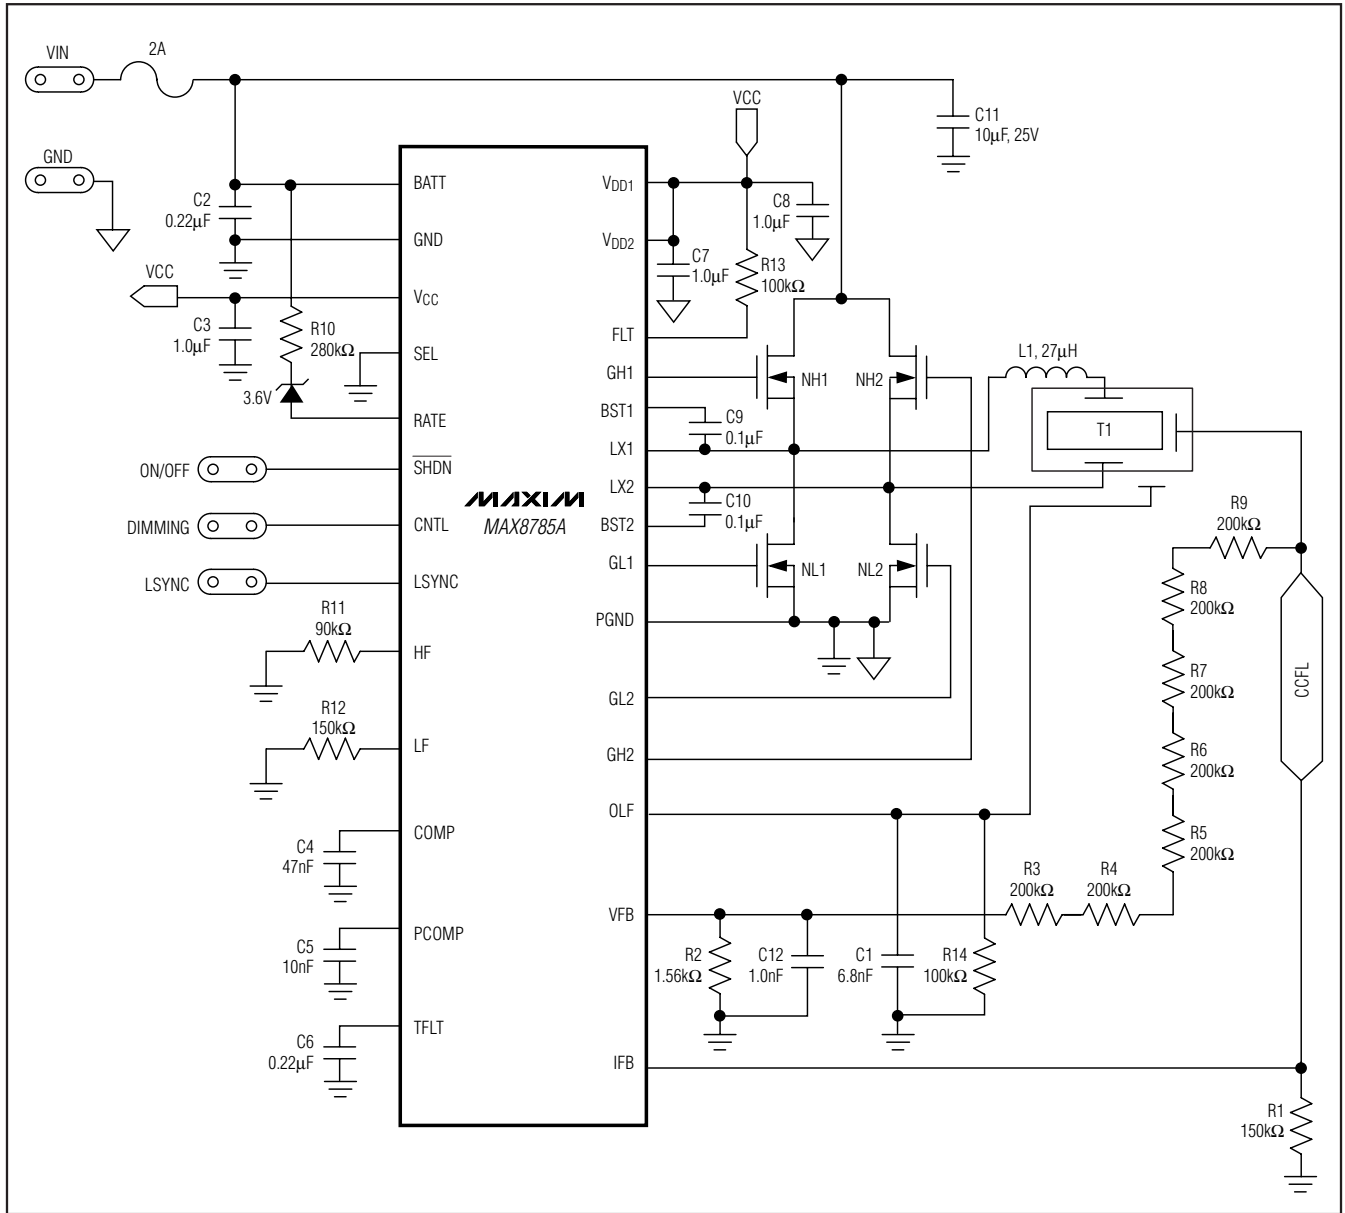 VIN
2A
VCC
C11
10µF, 25V
GND
BATT
VDD1
C2
0.22µF
C8
1.0µF
GND
VDD2
C7
1.0µF
R13
100kΩ
VCC
VCC
C3
1.0µF
R10
280kΩ
FLT
SEL
L1, 27µH
GH1
NH1
NH2
3.6V
RATE
BST1
C9
0.1µF
T1
LX1
ON/OFF
SHDN
LX2
MAXIM
MAX8785A
C10
0.1µF
R9
200kΩ
DIMMING
CNTL
BST2
GL1
NL1
NL2
LSYNC
LSYNC
R8
200kΩ
R11
90kΩ
PGND
HF
R7
200kΩ
CCFL
GL2
R12
150kΩ
LF
GH2
R6
200kΩ
OLF
COMP
C4
47nF
R5
200kΩ
R3
200kΩ
R4
200kΩ
VFB
PCOMP
C5
10nF
R2
1.56kΩ
C12
1.0nF
C1
6.8nF
R14
100kΩ
TFLT
C6
0.22µF
IFB
R1
150kΩ